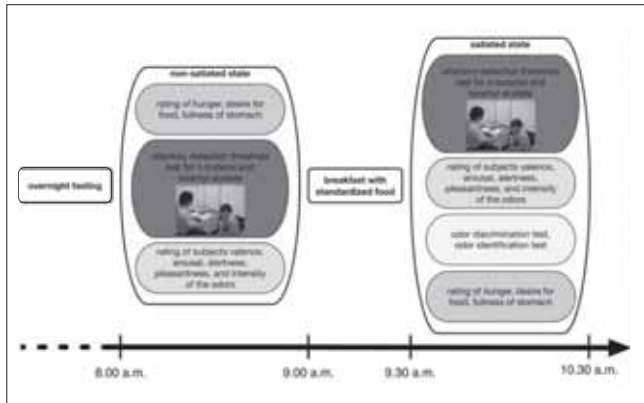 overnight fasting
non-satiated state
rating of hunger, desire for
food, fullness of stomach
olfactory detection threshold
test for n-butanol and
isoamyl acetate
rating of subjects valence,
arousal, alertness,
pleasantness, and intensity
of the odors
breakfast with
standardized food
satiated state
olfactory detection threshold
test for n-butanol and
isoamyl acetate
rating of subjects valence,
arousal, alertness,
pleasantness, and intensity
of the odors
odor discrimination test,
odor identification test
rating of hunger, desire for
food, fullness of stomach
8.00 a.m.
9.00 a.m.
9.30 a.m.
10.30 a.m.